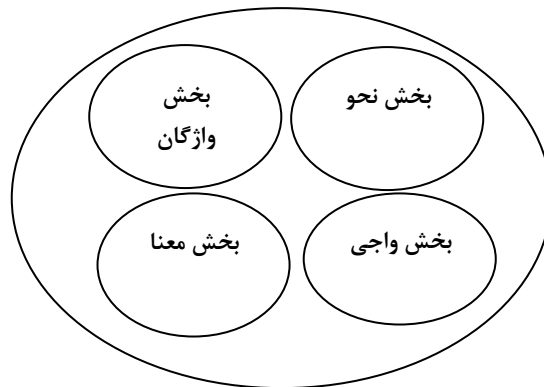 بخش نحو
بخش
واژگان
بخش واجی
بخش معنا